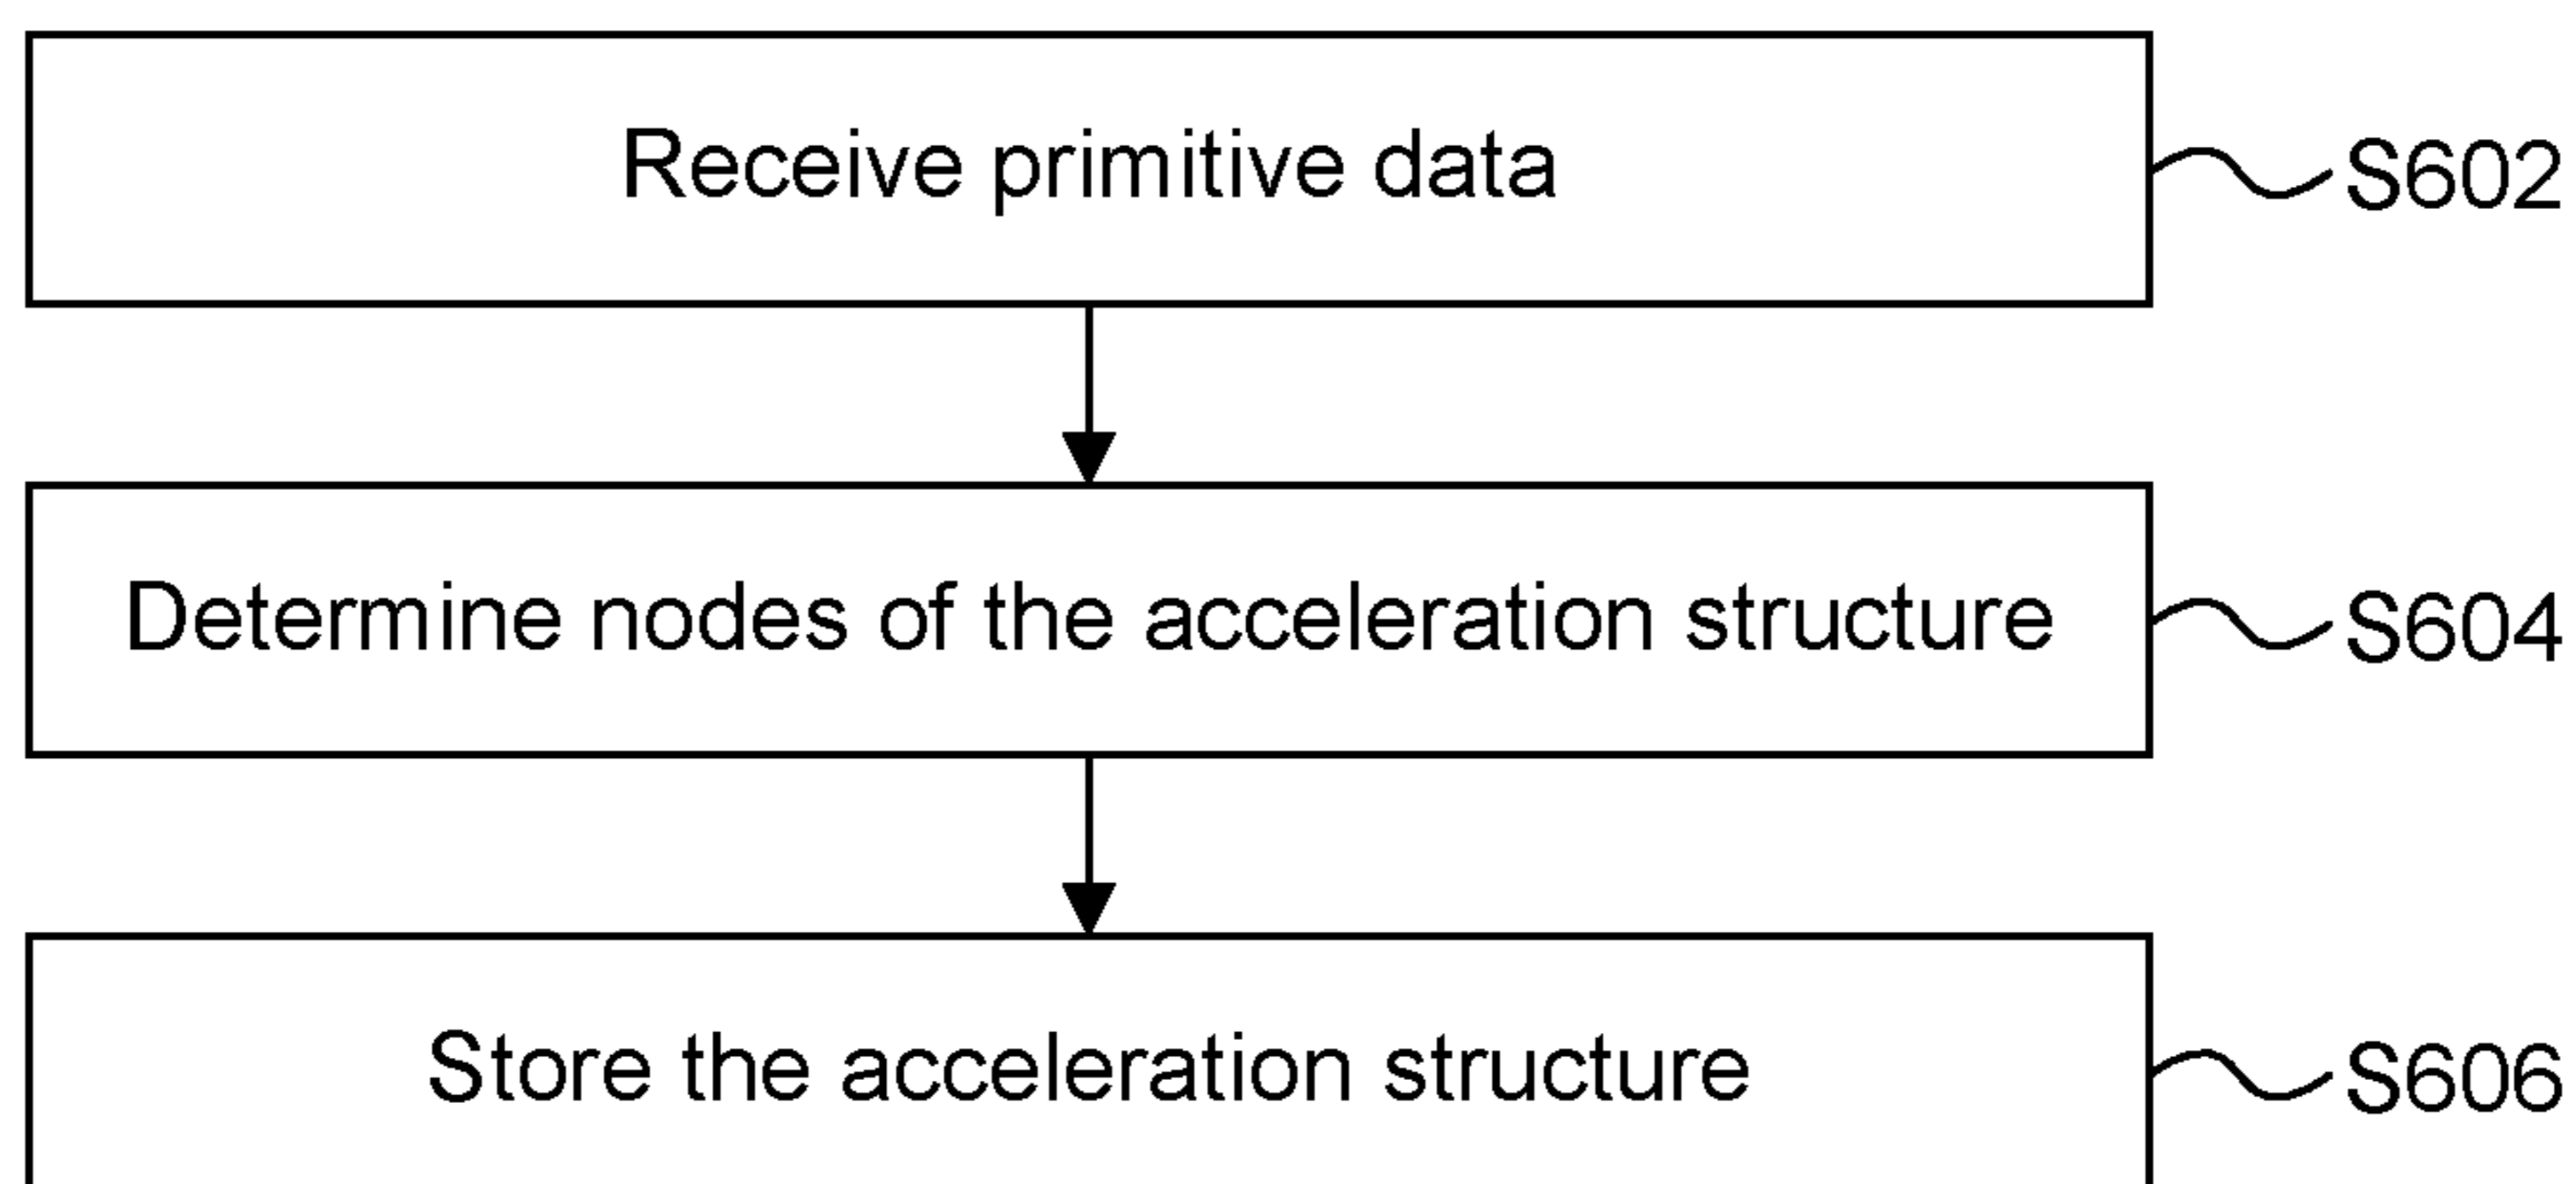 Receive primitive data
S602
Determine nodes of the acceleration structure
S604
Store the acceleration structure
S606